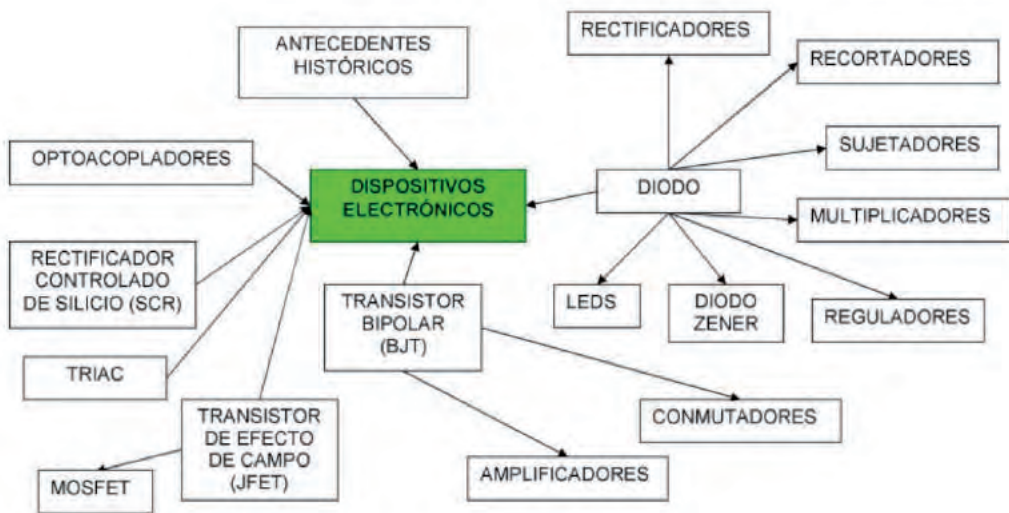 ANTECEDENTES
HISTÓRICOS
RECTIFICADORES
RECORTADORES
OPTOACOPLADORES
DISPOSITIVOS
ELECTRÓNICOS
DIODO
SUJETADORES
MULTIPLICADORES
RECTIFICADOR
CONTROLADO
DE SILICIO (SCR)
TRANSISTOR
BIPOLAR
(BJT)
LEDS
DIODO
ZENER
REGULADORES
TRIAC
TRANSISTOR
DE EFECTO
DE CAMPO
(JFET)
CONMUTADORES
MOSFET
AMPLIFICADORES